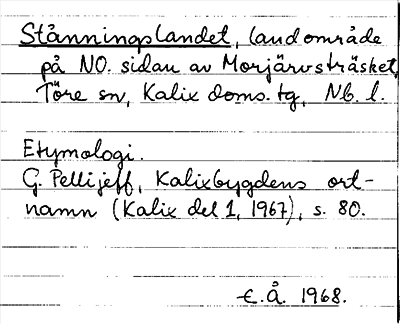 Stånningslandet, landområde
på NO. sidan av Morjärvsträsket,
Töre sn, Kalix doms. tg, Nb. l.
Etymologi.
G. Pellijeff, Kalixbygdens ort-
namn (Kalix del 1, 1967), s. 80.
E.Å. 1968.